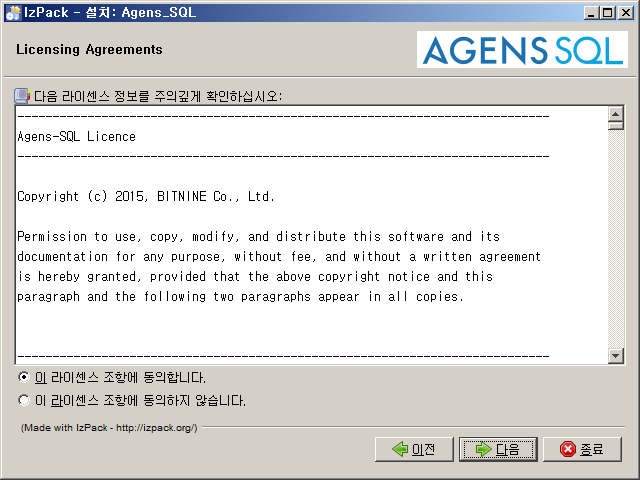 IzPack - 설치: Agens_SQL
Licensing Agreements
AGENS SQL
다음 라이센스 정보를 주의깊게 확인하십시오:
----------------------------------------------------------------------------
Agens-SQL Licence
----------------------------------------------------------------------------
Copyright (c) 2015, BITNINE Co., Ltd.
Permission to use, copy, modify, and distribute this software and its
documentation for any purpose, without fee, and without a written agreement
is hereby granted, provided that the above copyright notice and this
paragraph and the following two paragraphs appear in all copies.
----------------------------------------------------------------------------
이 라이센스 조항에 동의합니다.
이 라이센스 조항에 동의하지 않습니다.
(Made with IzPack - http://izpack.org/)
이전
다음
종료